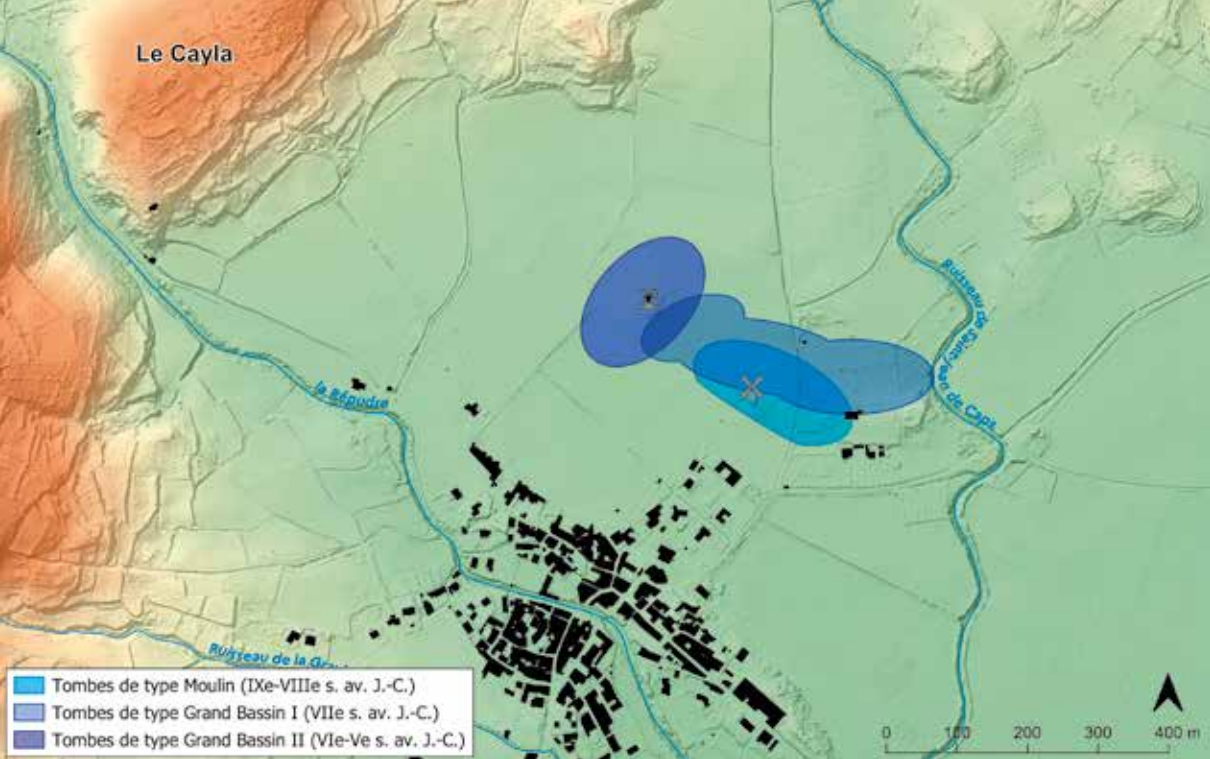 Le Cayla
Ruisseau de Saint-Jean de Caps
la Répudre
Ruisseau de la
Tombes de type Moulin (IXe-VIIIe s. av. J.-C.)
Tombes de type Grand Bassin I (VIIe s. av. J.-C.)
Tombes de type Grand Bassin II (VIe-Ve s. av. J.-C.)
0 100 200 300 400 m